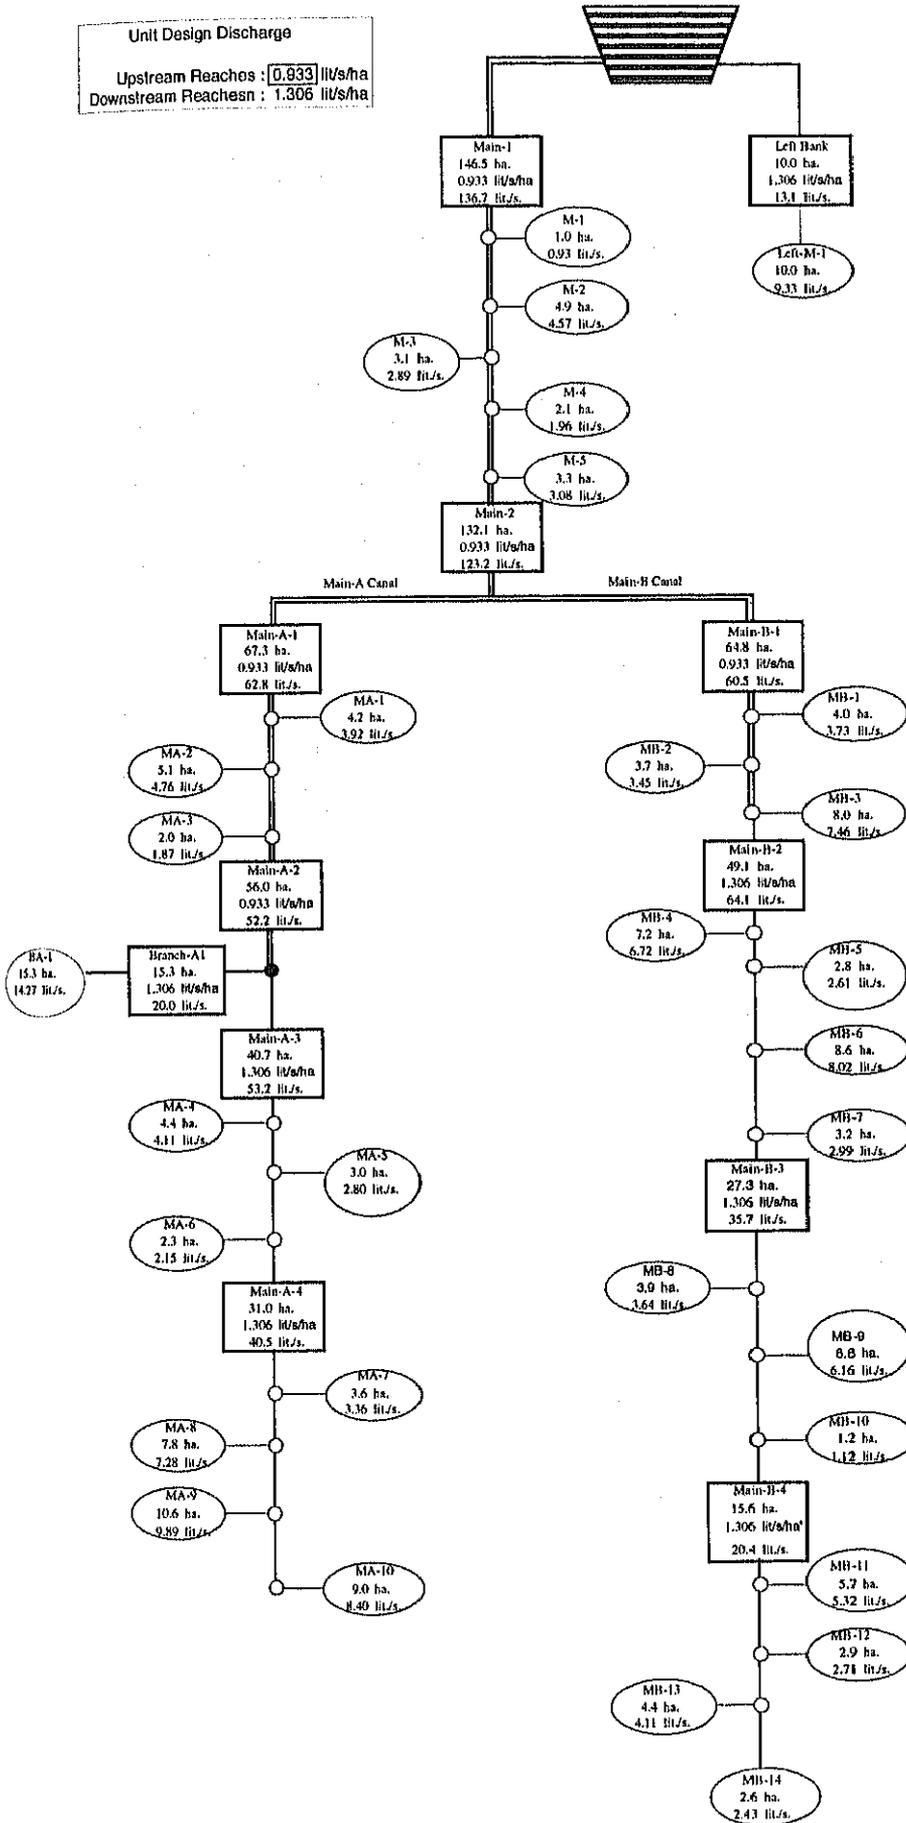 Unit Design Discharge
Upstream Reaches : 0.933 lit/s/ha
Downstream Reachesn : 1.306 lit/s/ha
Main-1
146.5 ha.
0.933 lit/s/ha
136.7 lit./s.
Left Bank
10.0 ha.
1.306 lit/s/ha
13.1 lit./s.
Left-M-1
10.0 ha.
9.33 lit./s.
M-1
1.0 ha.
0.93 lit./s.
M-2
4.9 ha.
4.57 lit./s.
M-3
3.1 ha.
2.89 lit./s.
M-4
2.1 ha.
1.96 lit./s.
M-5
3.3 ha.
3.08 lit./s.
Main-2
132.1 ha.
0.933 lit/s/ha
123.2 lit./s.
Main-A Canal
Main-B Canal
Main-A-1
67.3 ha.
0.933 lit/s/ha
62.8 lit./s.
MA-1
4.2 ha.
3.92 lit./s.
MA-2
5.1 ha.
4.76 lit./s.
MA-3
2.0 ha.
1.87 lit./s.
Main-A-2
56.0 ha.
0.933 lit/s/ha
52.2 lit./s.
BA-1
15.3 ha.
14.27 lit./s.
Branch-A1
15.3 ha.
1.306 lit/s/ha
20.0 lit./s.
Main-A-3
40.7 ha.
1.306 lit/s/ha
53.2 lit./s.
MA-4
4.4 ha.
4.11 lit./s.
MA-5
3.0 ha.
2.80 lit./s.
MA-6
2.3 ha.
2.15 lit./s.
Main-A-4
31.0 ha.
1.306 lit/s/ha
40.5 lit./s.
MA-7
3.6 ha.
3.36 lit./s.
MA-8
7.8 ha.
7.28 lit./s.
MA-9
10.6 ha.
9.89 lit./s.
MA-10
9.0 ha.
8.40 lit./s.
Main-B-1
64.8 ha.
0.933 lit/s/ha
60.5 lit./s.
MB-1
4.0 ha.
3.73 lit./s.
MB-2
3.7 ha.
3.45 lit./s.
MB-3
8.0 ha.
7.46 lit./s.
Main-B-2
49.1 ha.
1.306 lit/s/ha
64.1 lit./s.
MB-4
7.2 ha.
6.72 lit./s.
MB-5
2.8 ha.
2.61 lit./s.
MB-6
8.6 ha.
8.02 lit./s.
MB-7
3.2 ha.
2.99 lit./s.
Main-B-3
27.3 ha.
1.306 lit/s/ha
35.7 lit./s.
MB-8
3.9 ha.
3.64 lit./s.
MB-9
6.6 ha.
6.16 lit./s.
MB-10
1.2 ha.
1.12 lit./s.
Main-B-4
15.6 ha.
1.306 lit/s/ha
20.4 lit./s.
MB-11
5.7 ha.
5.32 lit./s.
MB-12
2.9 ha.
2.71 lit./s.
MB-13
4.4 ha.
4.11 lit./s.
MB-14
2.6 ha.
2.43 lit./s.